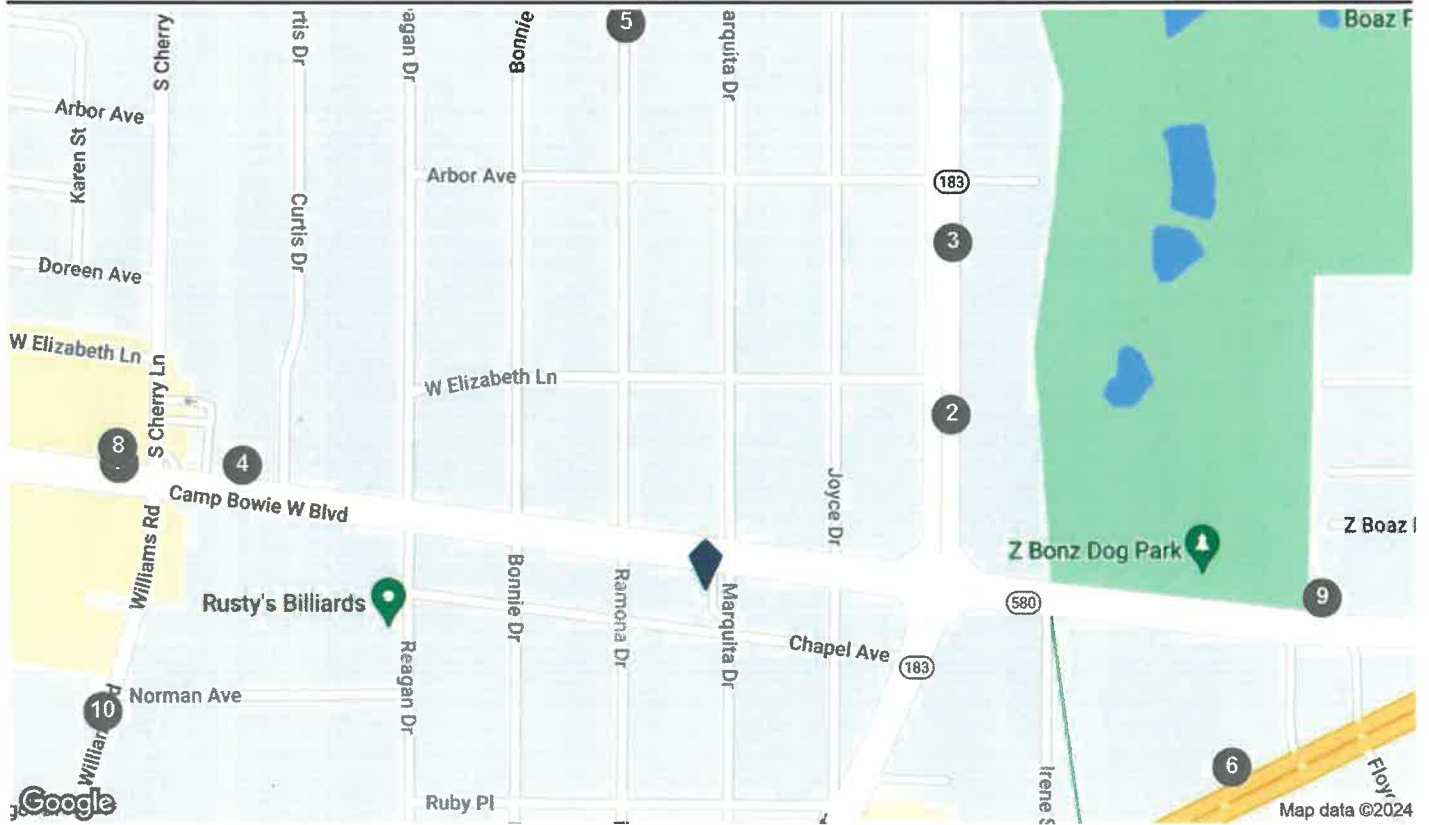 S Cherry
rtis Dr
agan Dr
Bonnie
5
arquita Dr
Boaz F
Arbor Ave
Karen St
Arbor Ave
183
Curtis Dr
3
Doreen Ave
W Elizabeth Ln
S Cherry Ln
W Elizabeth Ln
2
8
4
Camp Bowie W Blvd
Joyce Dr
Williams Rd
Z Boaz
Z Bonz Dog Park
Rusty's Billiards
Bonnie Dr
Ramona Dr
Marquita Dr
580
9
Chapel Ave
183
Reagan Dr
Norman Ave
10
Willian
6
Irene S
Floy
Ruby Pl
Google
Map data ©2024